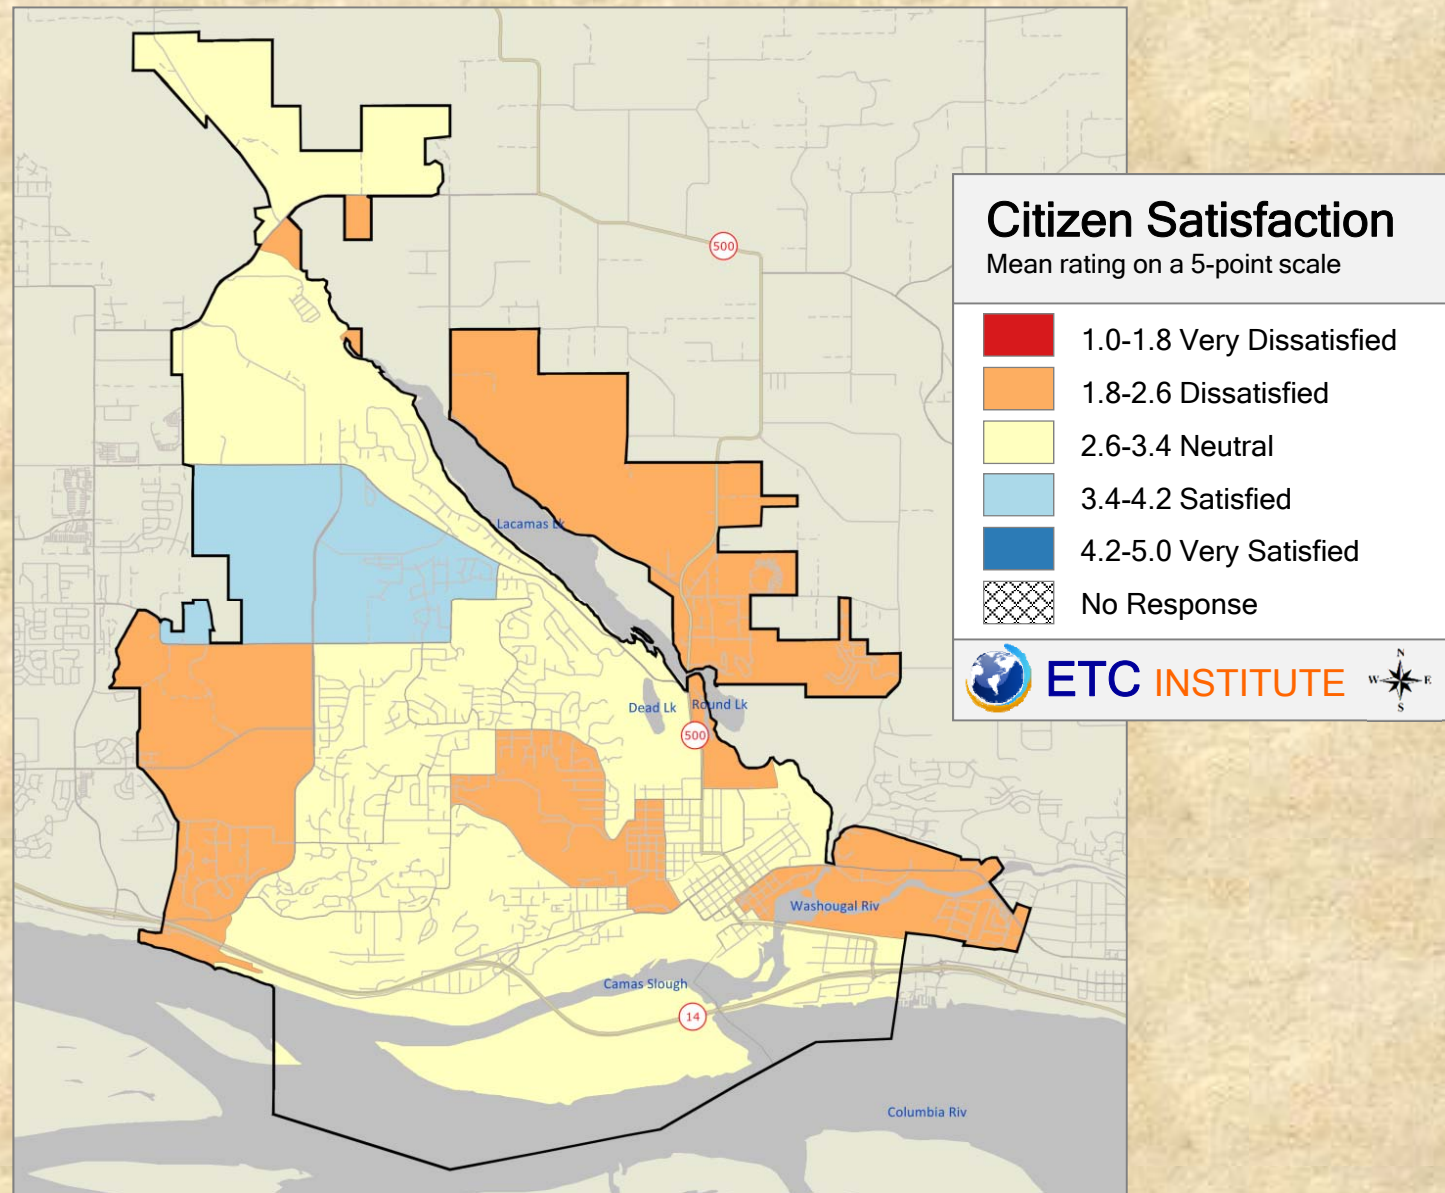 500
Citizen Satisfaction
Mean rating on a 5-point scale
1.0-1.8 Very Dissatisfied
1.8-2.6 Dissatisfied
2.6-3.4 Neutral
3.4-4.2 Satisfied
4.2-5.0 Very Satisfied
No Response
ETC INSTITUTE
N
W
E
S
Lacamas Lk
Dead Lk
Round Lk
500
Washougal Riv
Camas Slough
14
Columbia Riv